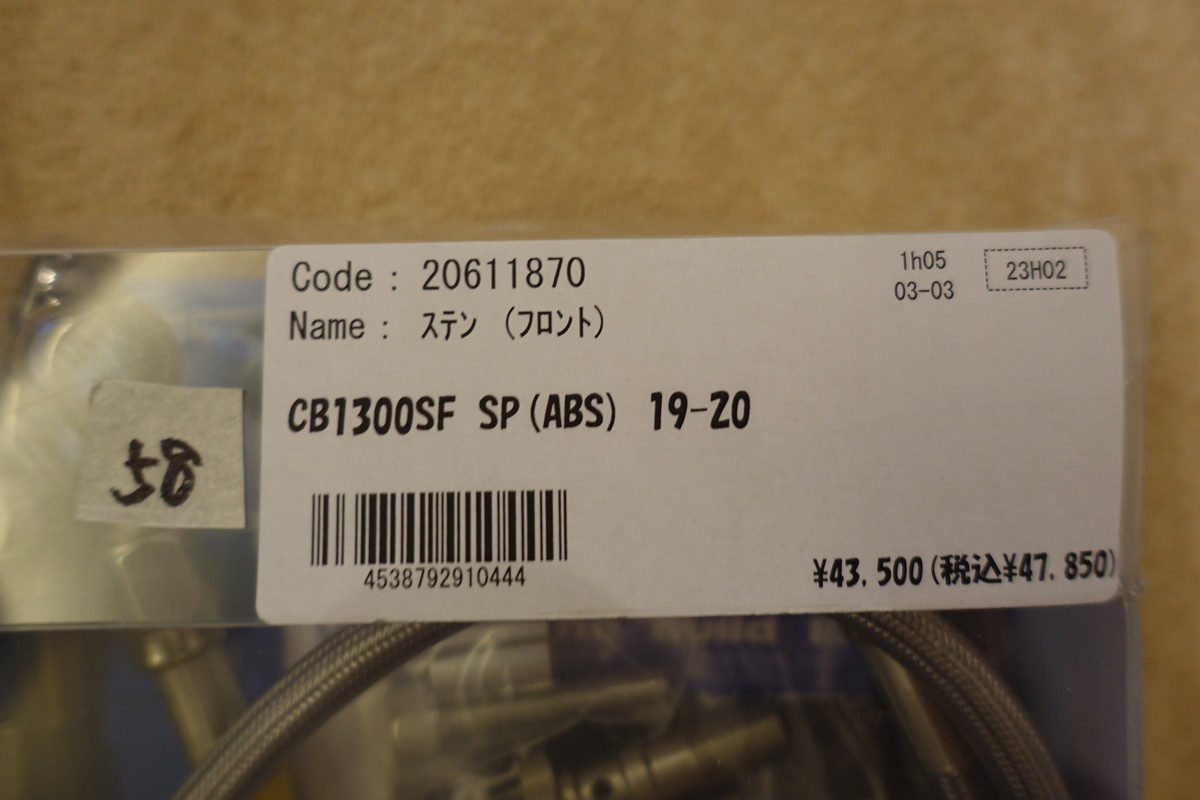 Code : 20611870
1h05
03-03
23H02
Name : ステン (フロント)
CB1300SF SP(ABS) 19-20
58
4538792910444
¥43,500(税込¥47,850)